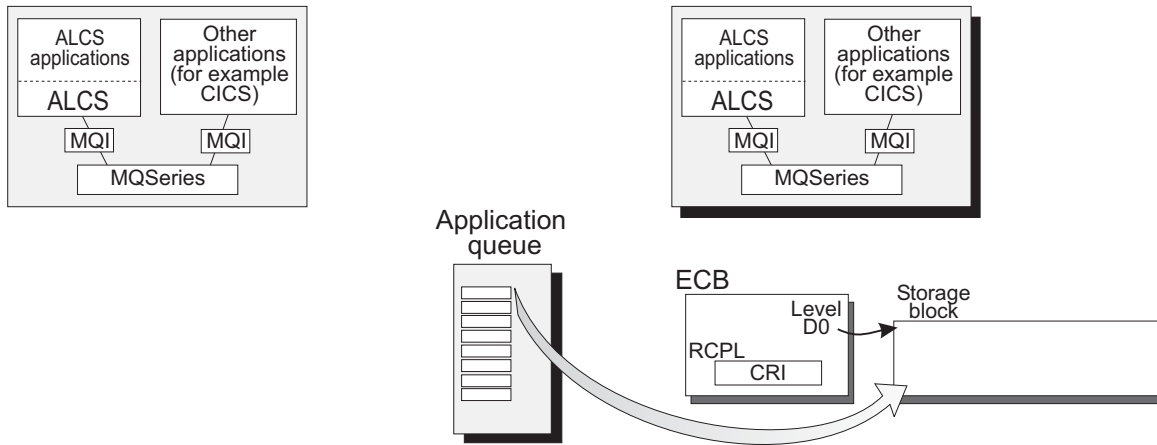 ALCS
applications
ALCS
Other
applications
(for example
CICS)
MQI
MQI
MQSeries
ALCS
applications
ALCS
Other
applications
(for example
CICS)
MQI
MQI
MQSeries
Application
queue
ECB
Level
D0
RCPL
CRI
Storage
block